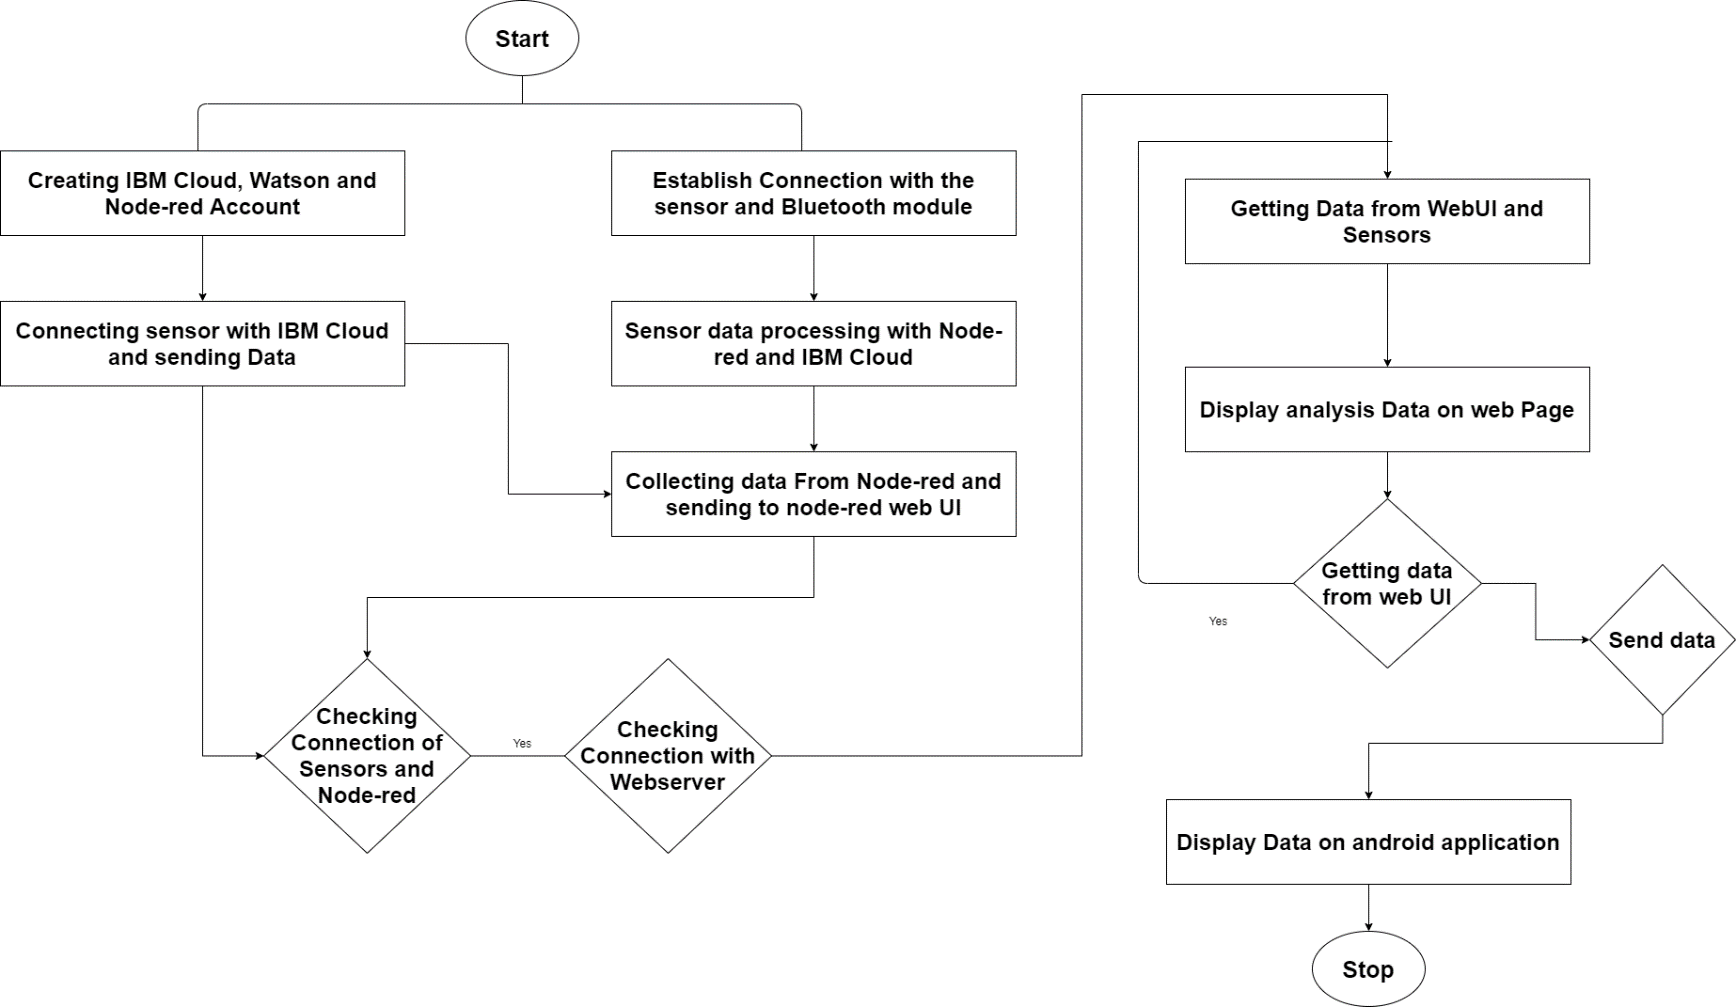 Start
Creating IBM Cloud, Watson and
Node-red Account
Establish Connection with the
sensor and Bluetooth module
Connecting sensor with IBM Cloud
and sending Data
Sensor data processing with Node-
red and IBM Cloud
Collecting data From Node-red and
sending to node-red web UI
Checking
Connection of
Sensors and
Node-red
Yes
Checking
Connection with
Webserver
Getting Data from WebUI and
Sensors
Display analysis Data on web Page
Getting data
from web UI
Yes
Send data
Display Data on android application
Stop